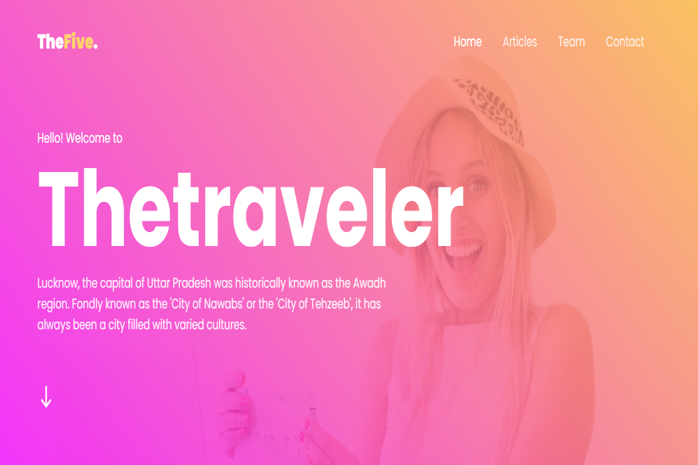 TheFive.
Home Articles Team Contact
Hello! Welcome to
Thetraveler
Lucknow, the capital of Uttar Pradesh was historically known as the Awadh
region. Fondly known as the 'City of Nawabs' or the 'City of Tehzeeb', it has
always been a city filled with varied cultures.